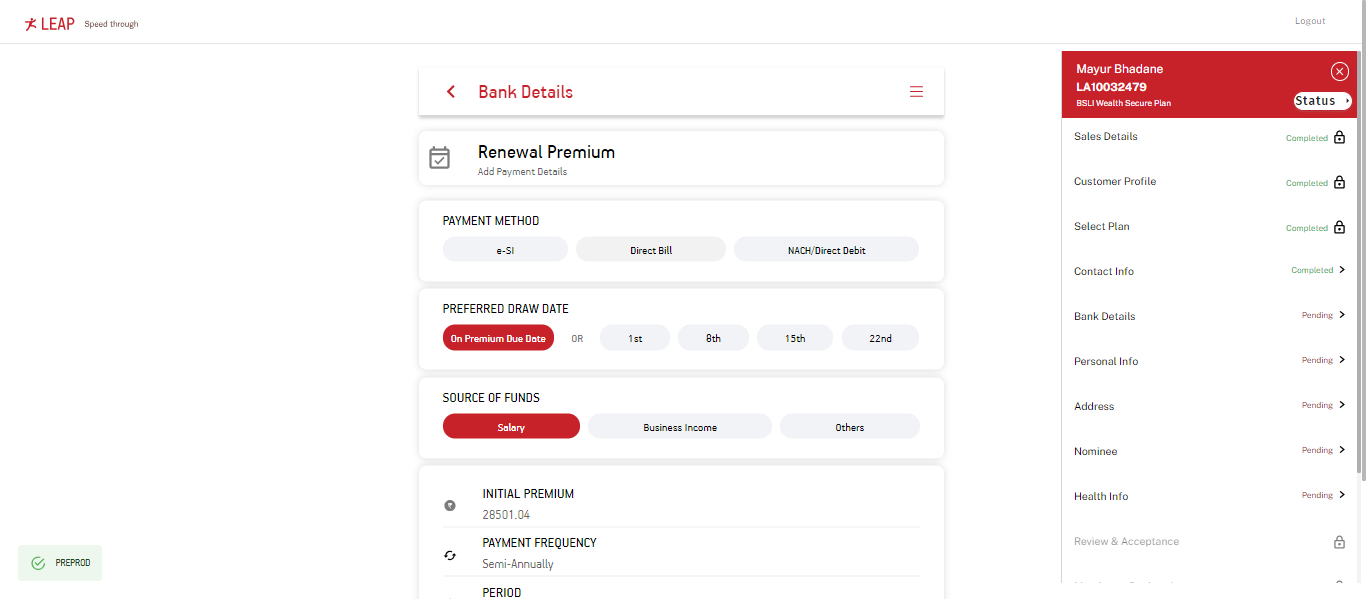 LEAP Speed through
Logout
Bank Details
Renewal Premium
Add Payment Details
PAYMENT METHOD
e-SI Direct Bill NACH/Direct Debit
PREFERRED DRAW DATE
On Premium Due Date OR 1st 8th 15th 22nd
SOURCE OF FUNDS
Salary Business Income Others
INITIAL PREMIUM
28501.04
PAYMENT FREQUENCY
Semi-Annually
PERIOD
PREPROD
Mayur Bhadane
LA10032479
BSLI Wealth Secure Plan
Status
Sales Details Completed
Customer Profile Completed
Select Plan Completed
Contact Info Completed
Bank Details Pending
Personal Info Pending
Address Pending
Nominee Pending
Health Info Pending
Review & Acceptance